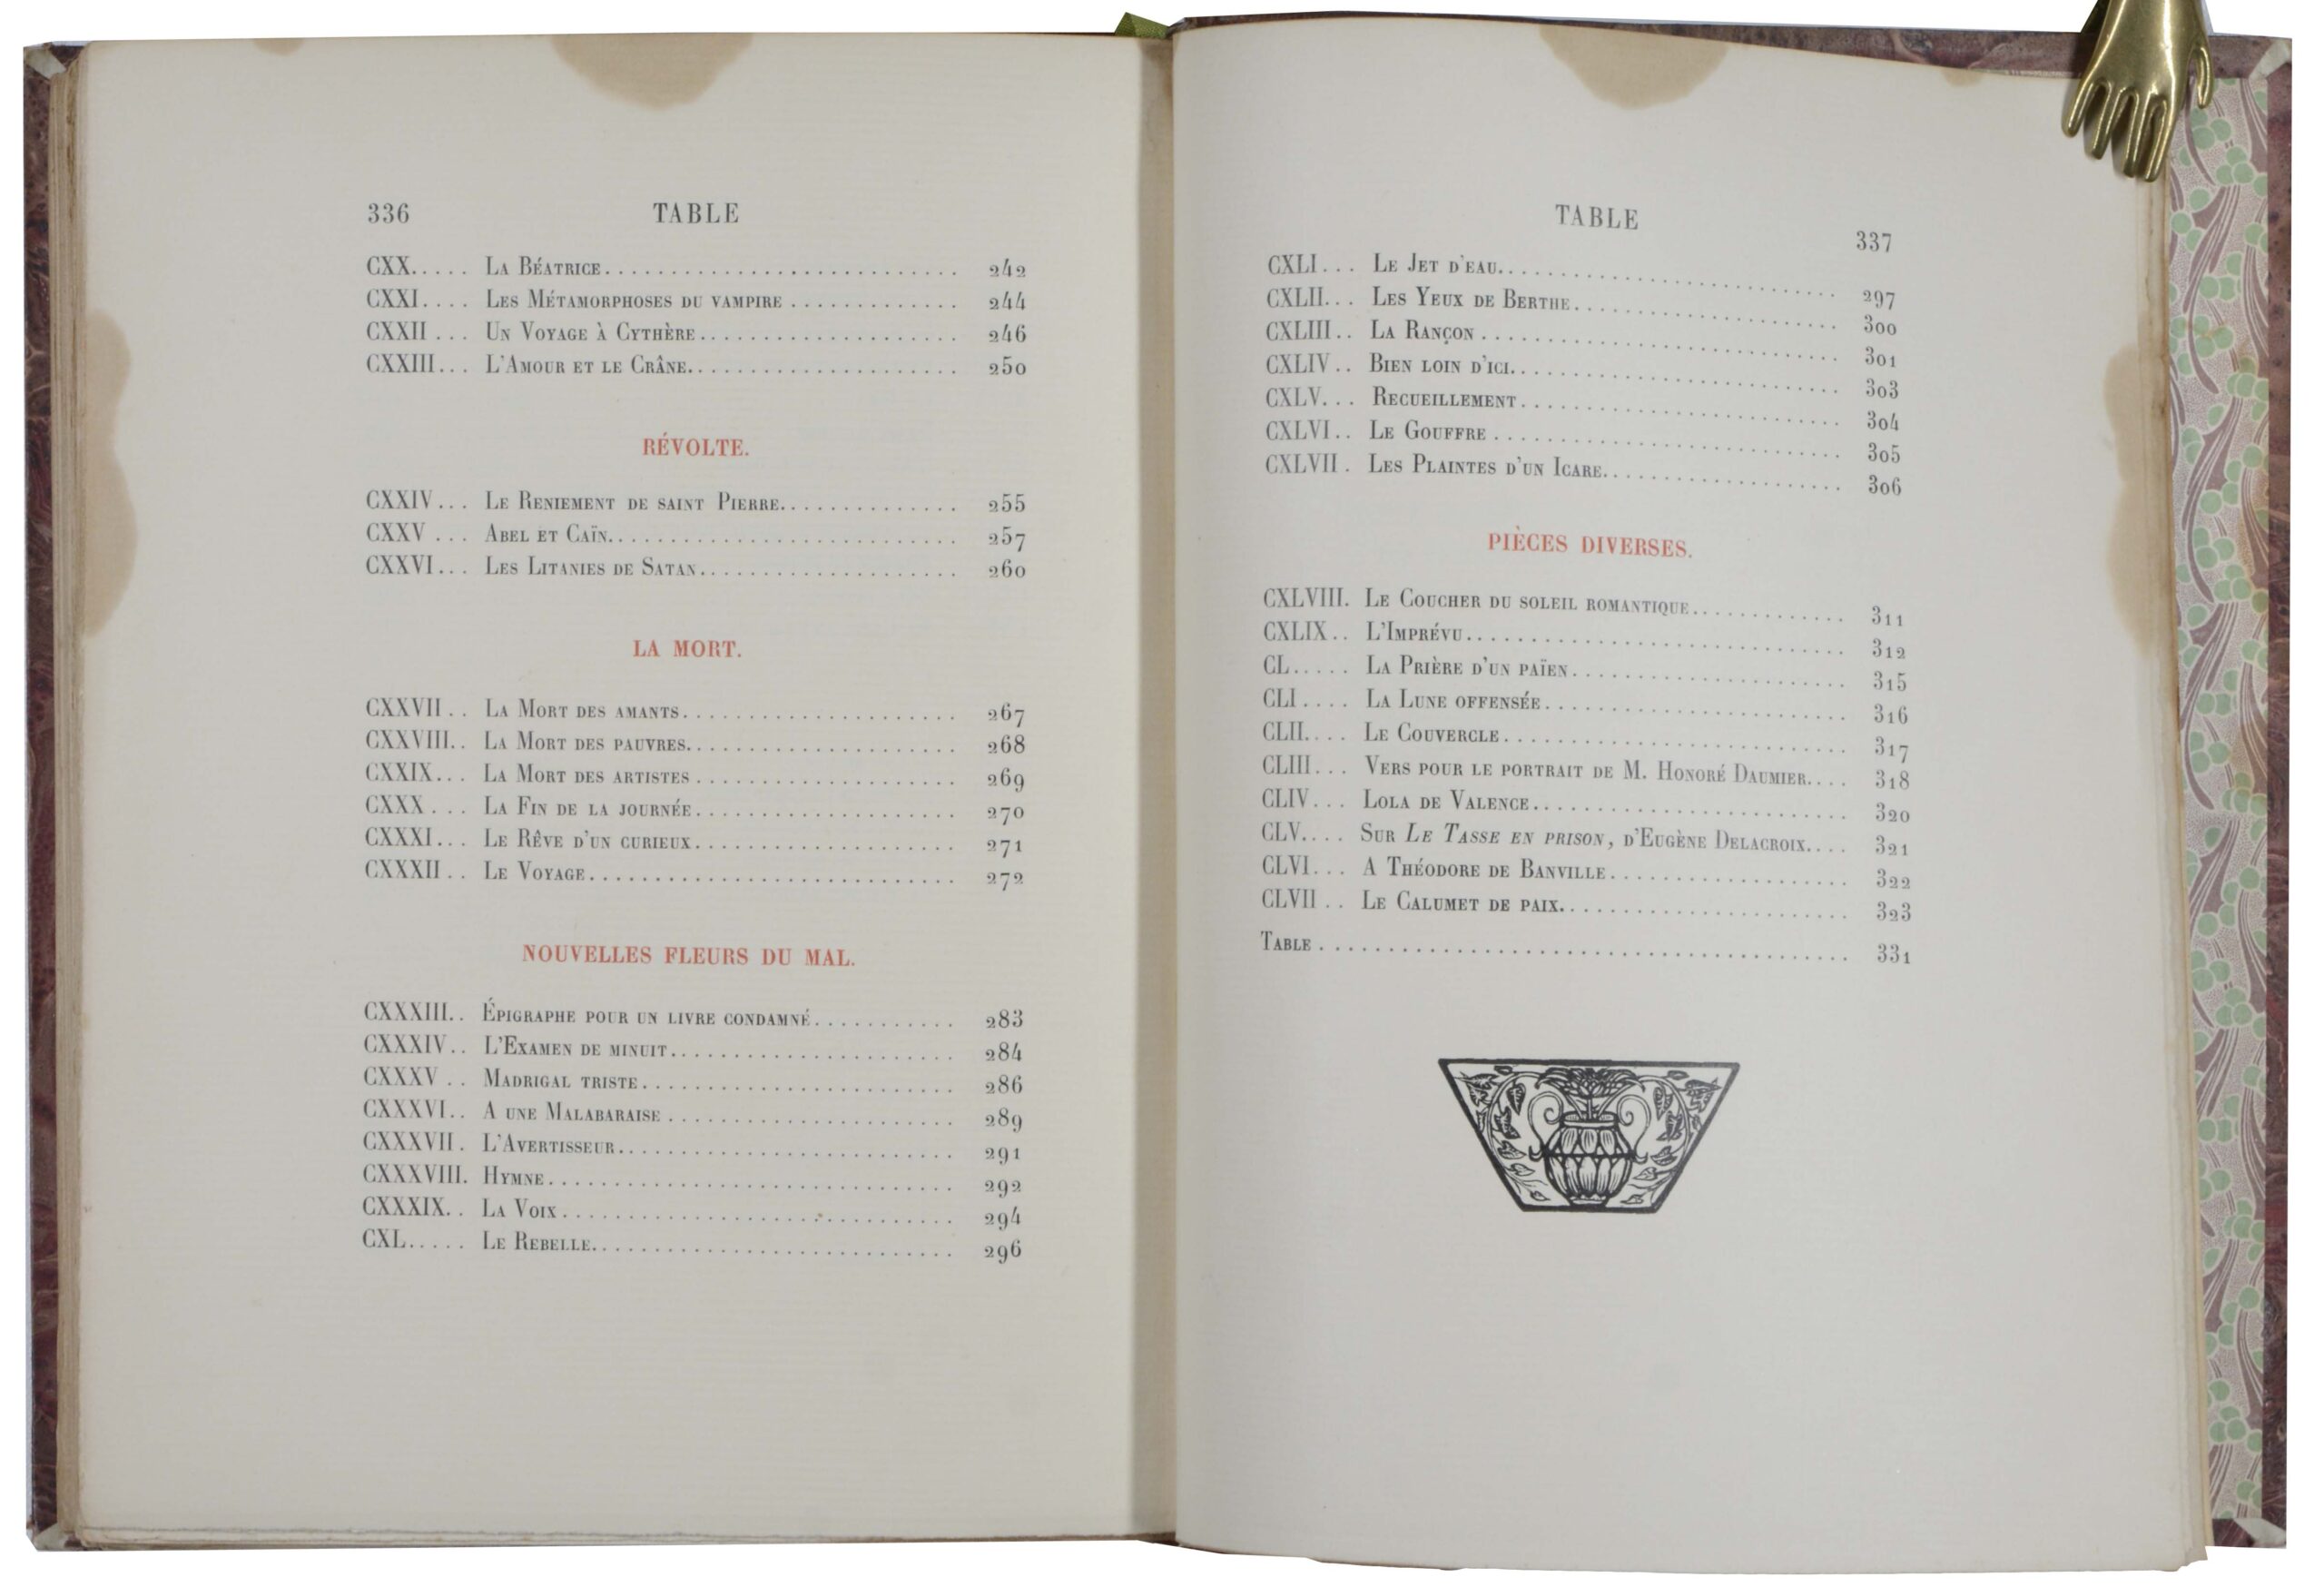 336 TABLE
CXX..... La Béatrice........................... 242
CXXI.... Les Métamorphoses du vampire ............. 244
CXXII ... Un Voyage à Cythère.................... 246
CXXIII... L'Amour et le Crâne..................... 250
RÉVOLTE.
CXXIV... Le Reniement de saint Pierre.............. 255
CXXV ... Abel et Caïn........................... 257
CXXVI... Les Litanies de Satan.................... 260
LA MORT.
CXXVII.. La Mort des amants..................... 267
CXXVIII.. La Mort des pauvres..................... 268
CXXIX... La Mort des artistes .................... 269
CXXX ... La Fin de la journée.................... 270
CXXXI... Le Rêve d'un curieux.................... 271
CXXXII .. Le Voyage............................ 272
NOUVELLES FLEURS DU MAL.
CXXXIII.. Épigraphe pour un livre condamné........... 283
CXXXIV.. L'Examen de minuit...................... 284
CXXXV .. Madrigal triste........................ 286
CXXXVI.. A une Malabaraise ...................... 289
CXXXVII. L'Avertisseur.......................... 291
CXXXVIII. Hymne............................... 292
CXXXIX.. La Voix.............................. 294
CXL..... Le Rebelle............................ 296
TABLE 337
CXLI... Le Jet d'eau.......................... 297
CXLII... Les Yeux de Berthe..................... 300
CXLIII.. La Rançon ............................ 301
CXLIV.. Bien loin d'ici......................... 303
CXLV... Recueillement......................... 304
CXLVI.. Le Gouffre ........................... 305
CXLVII. Les Plaintes d'un Icare................... 306
PIÈCES DIVERSES.
CXLVIII. Le Coucher du soleil romantique............ 311
CXLIX.. L'Imprévu............................. 312
CL..... La Prière d'un païen..................... 315
CLI.... La Lune offensée....................... 316
CLII.... Le Couvercle.......................... 317
CLIII... Vers pour le portrait de M. Honoré Daumier.... 318
CLIV... Lola de Valence........................ 320
CLV.... Sur Le Tasse en prison, d'Eugène Delacroix.... 321
CLVI... A Théodore de Banville.................. 322
CLVII .. Le Calumet de paix...................... 323
Table ........................................ 331